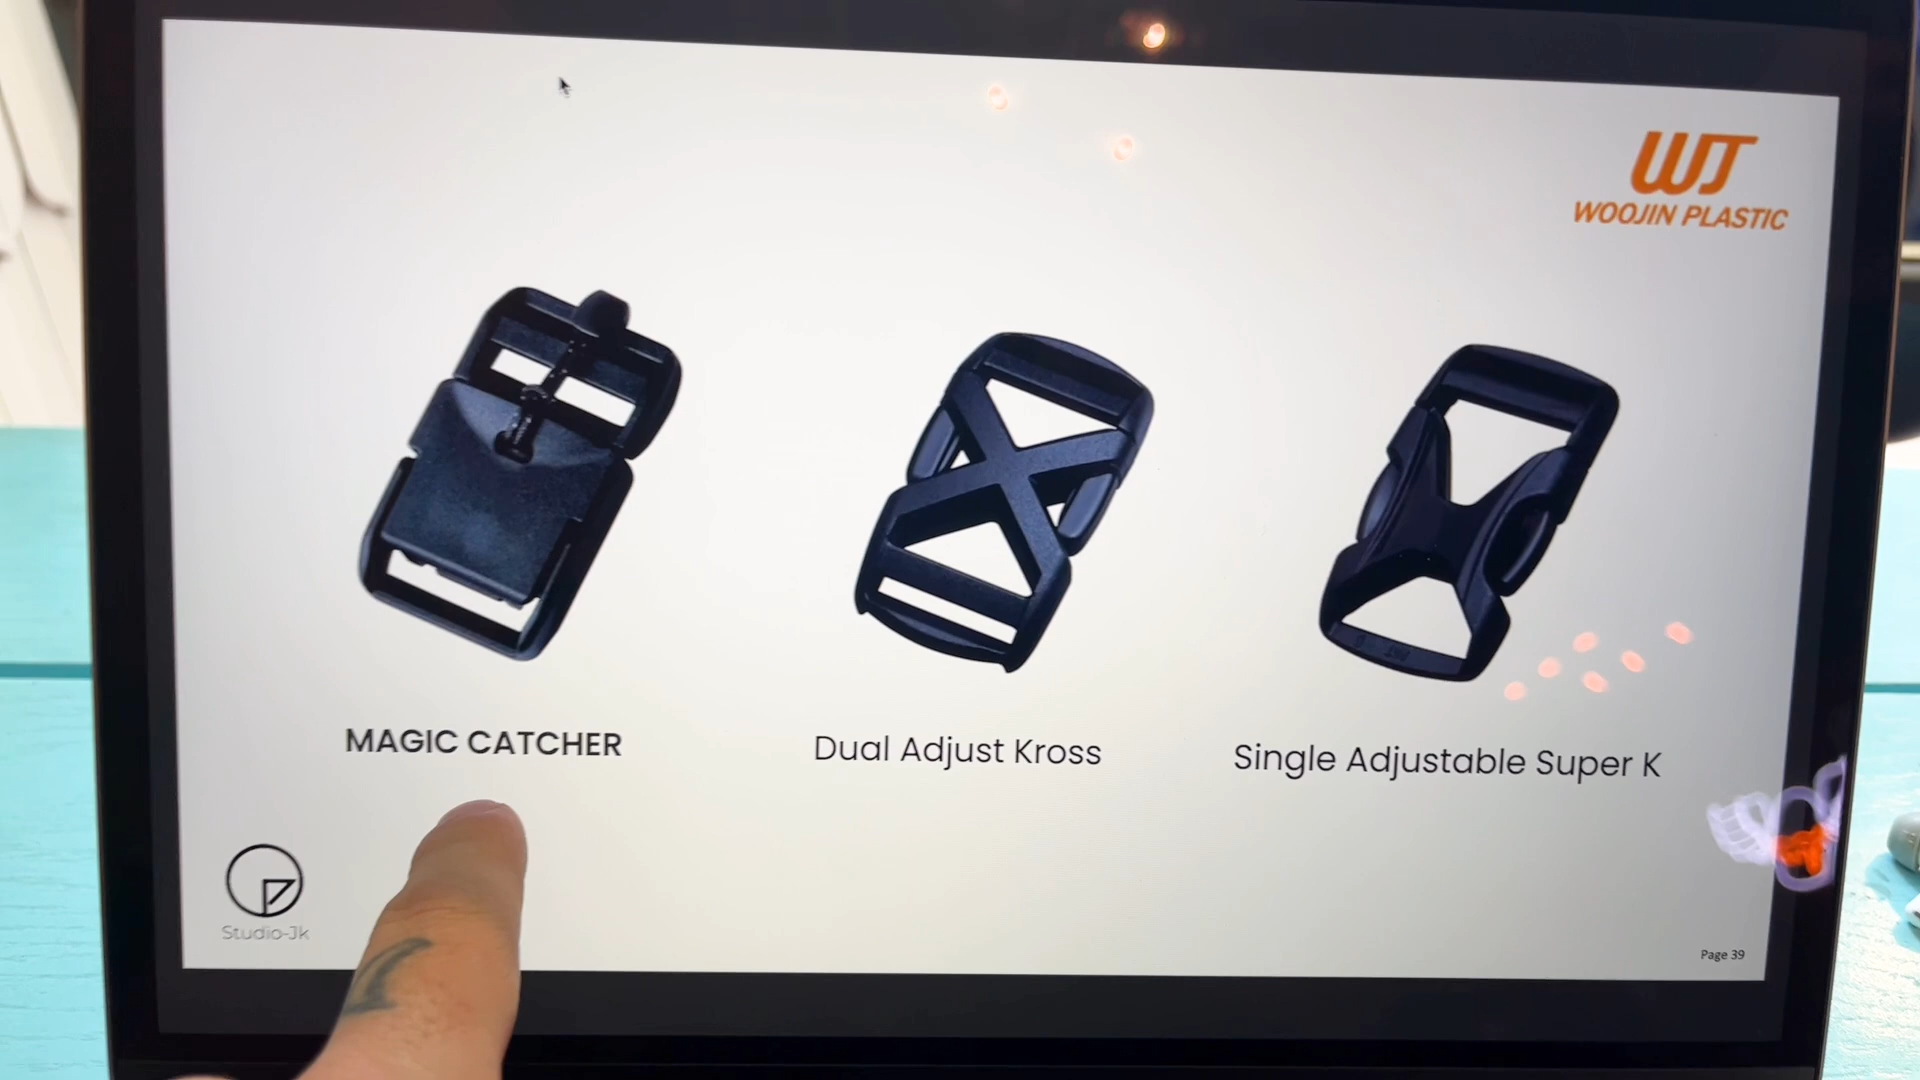 WJ
WOOJIN PLASTIC
MAGIC CATCHER
Dual Adjust Kross
Single Adjustable Super K
Studio-Jk
Page 39